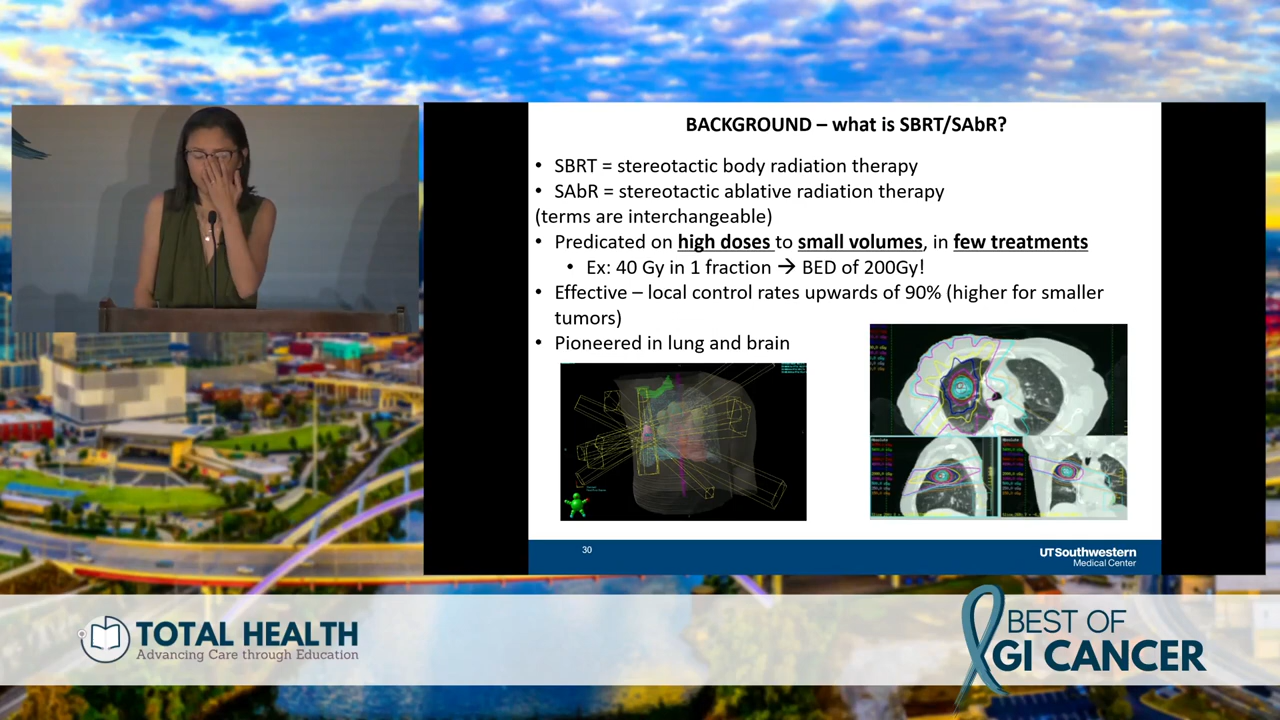 BACKGROUND – what is SBRT/SAbR?
• SBRT = stereotactic body radiation therapy
• SAbR = stereotactic ablative radiation therapy
(terms are interchangeable)
• Predicated on high doses to small volumes, in few treatments
• Ex: 40 Gy in 1 fraction → BED of 200Gy!
• Effective – local control rates upwards of 90% (higher for smaller
tumors)
• Pioneered in lung and brain
30
UTSouthwestern
Medical Center
TOTAL HEALTH
Advancing Care through Education
BEST OF
GI CANCER